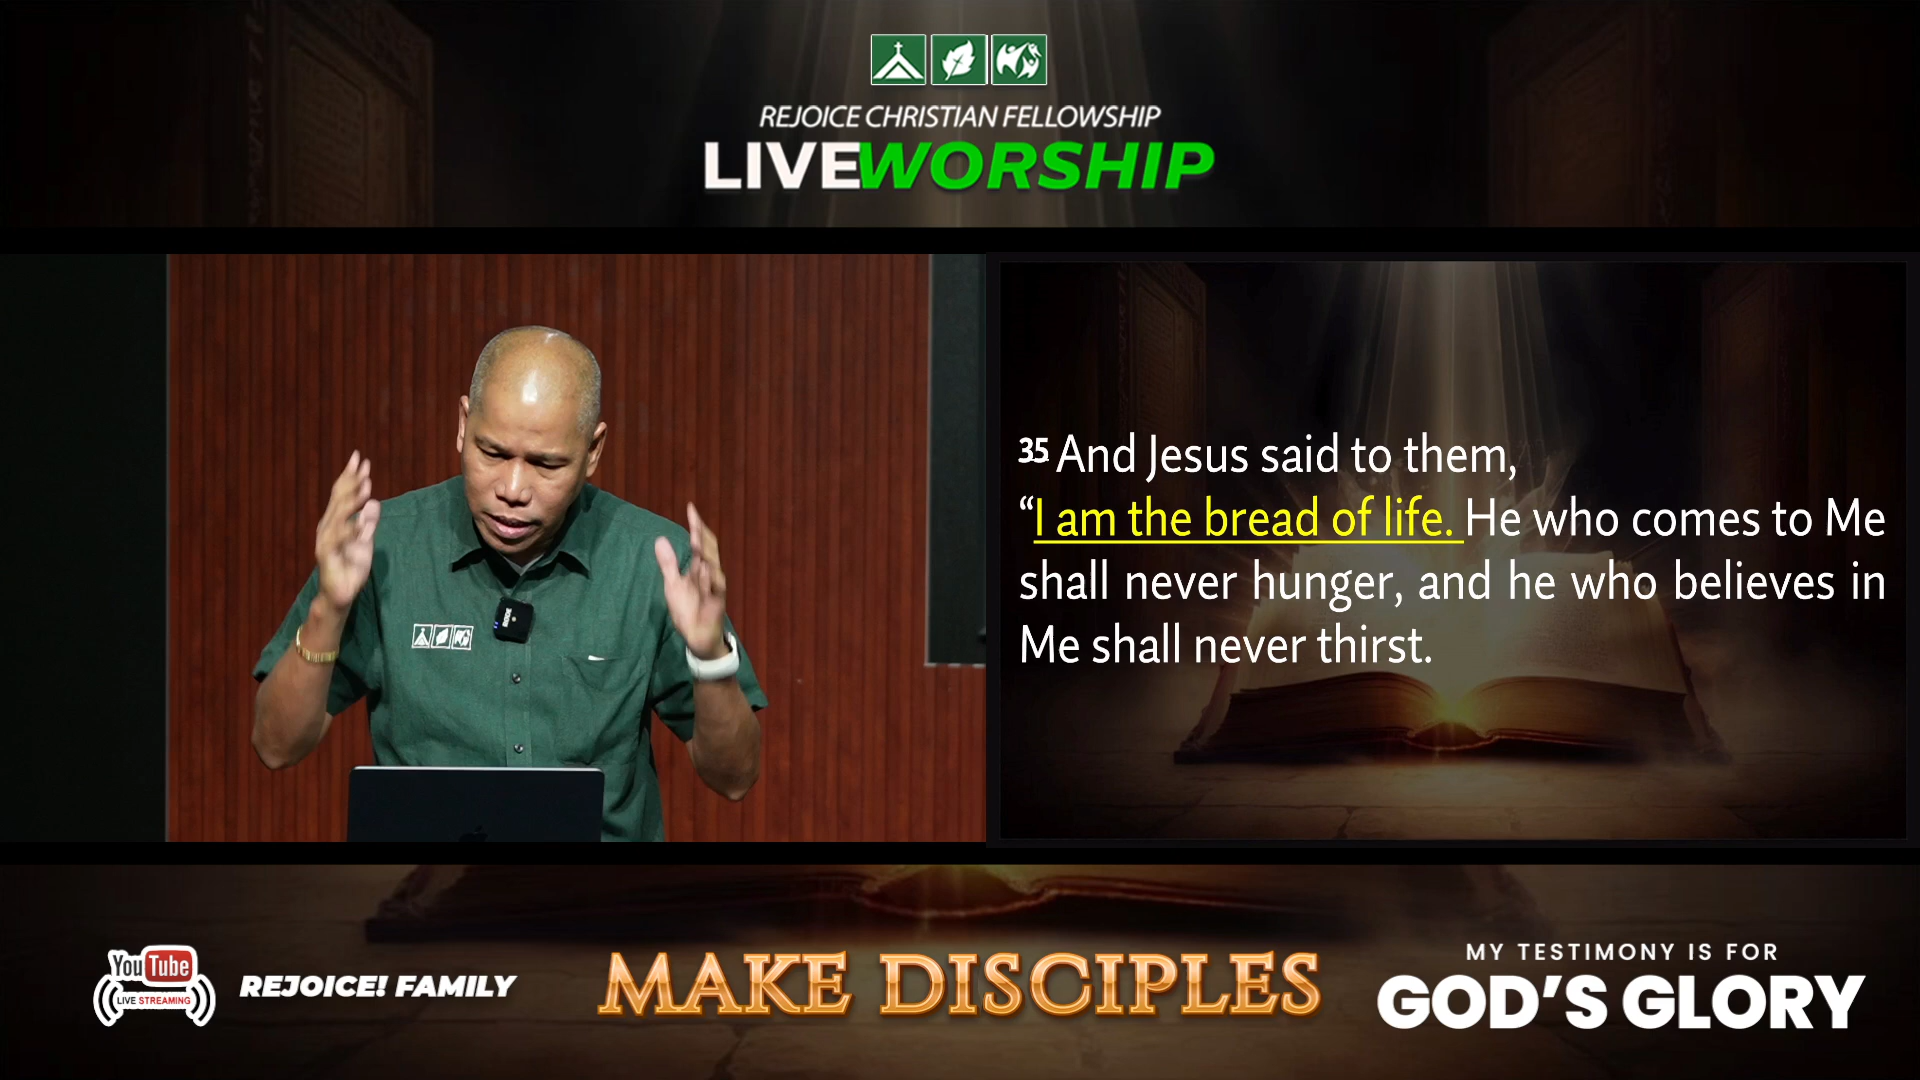 REJOICE CHRISTIAN FELLOWSHIP
LIVEWORSHIP
35 And Jesus said to them,
“I am the bread of life. He who comes to Me
shall never hunger, and he who believes in
Me shall never thirst.
RODE
YouTube
LIVE STREAMING
REJOICE! FAMILY
MAKE DISCIPLES
MY TESTIMONY IS FOR
GOD’S GLORY